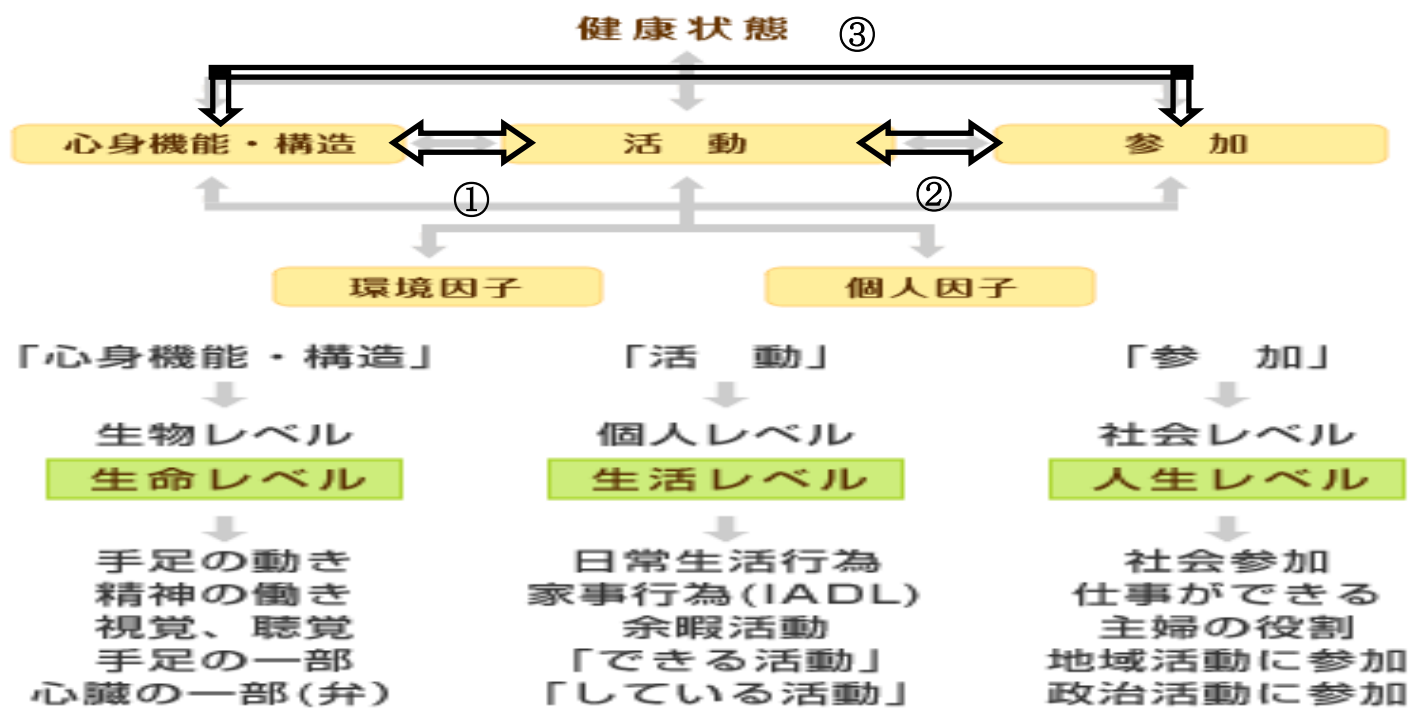 健康状態 ③
心身機能・構造 活 動 参 加
① ②
環境因子 個人因子
「心身機能・構造」 「活 動」 「参 加」
生物レベル 個人レベル 社会レベル
生命レベル 生活レベル 人生レベル
手足の動き 日常生活行為 社会参加
精神の働き 家事行為(IADL) 仕事ができる
視覚、聴覚 余暇活動 主婦の役割
手足の一部 「できる活動」 地域活動に参加
心臓の一部(弁) 「している活動」 政治活動に参加